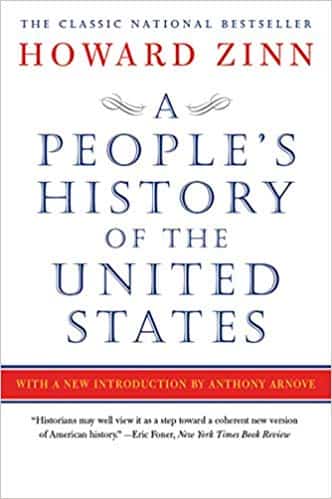 THE CLASSIC NATIONAL BESTSELLER
HOWARD ZINN
A
PEOPLE'S
HISTORY
OF THE
UNITED
STATES
WITH A NEW INTRODUCTION BY ANTHONY ARNOVE
“Historians may well view it as a step toward a coherent new version
of American history.” —Eric Foner, New York Times Book Review